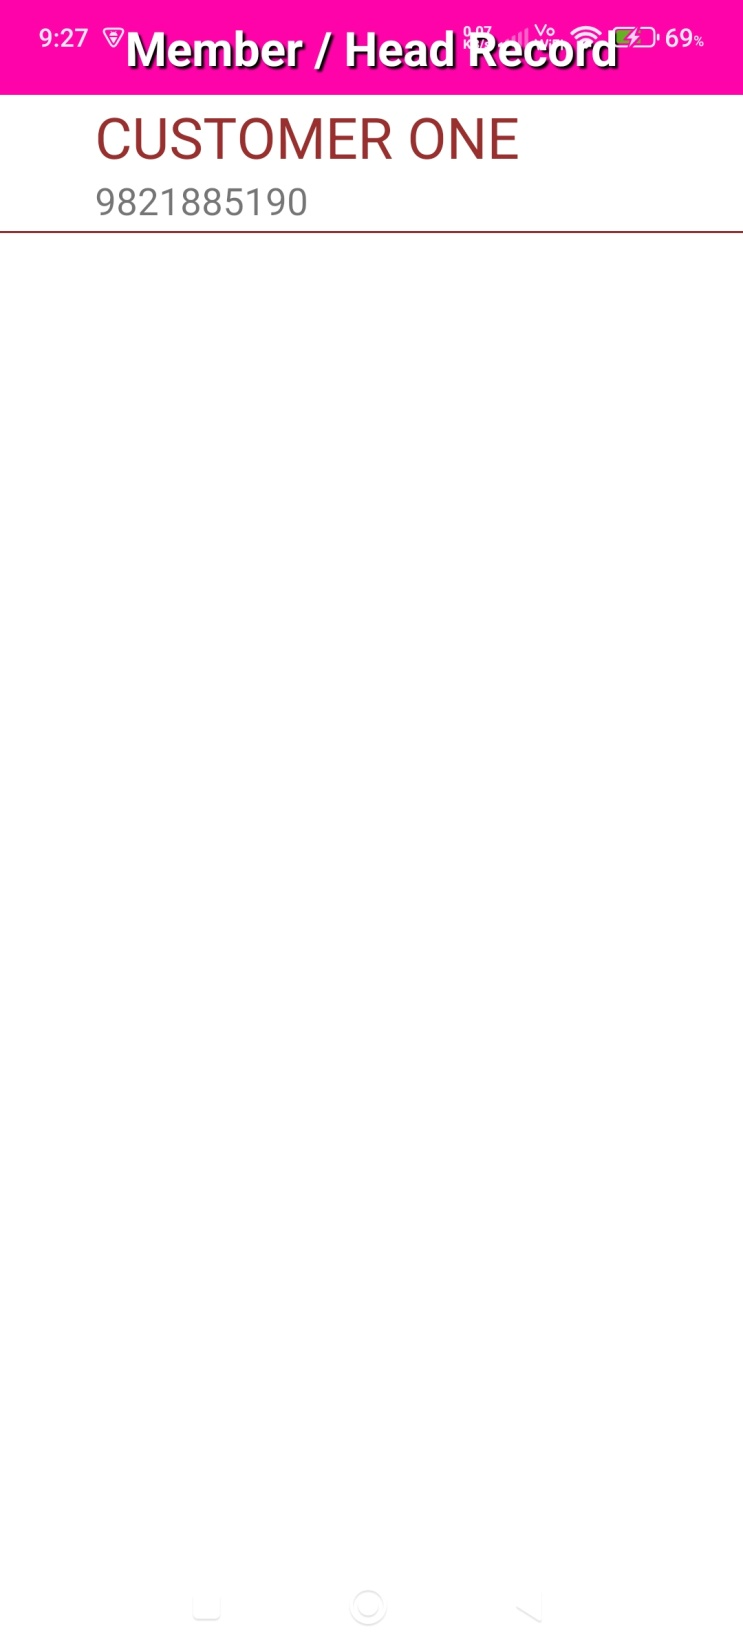 9:27
Member / Head Record
69%
CUSTOMER ONE
9821885190